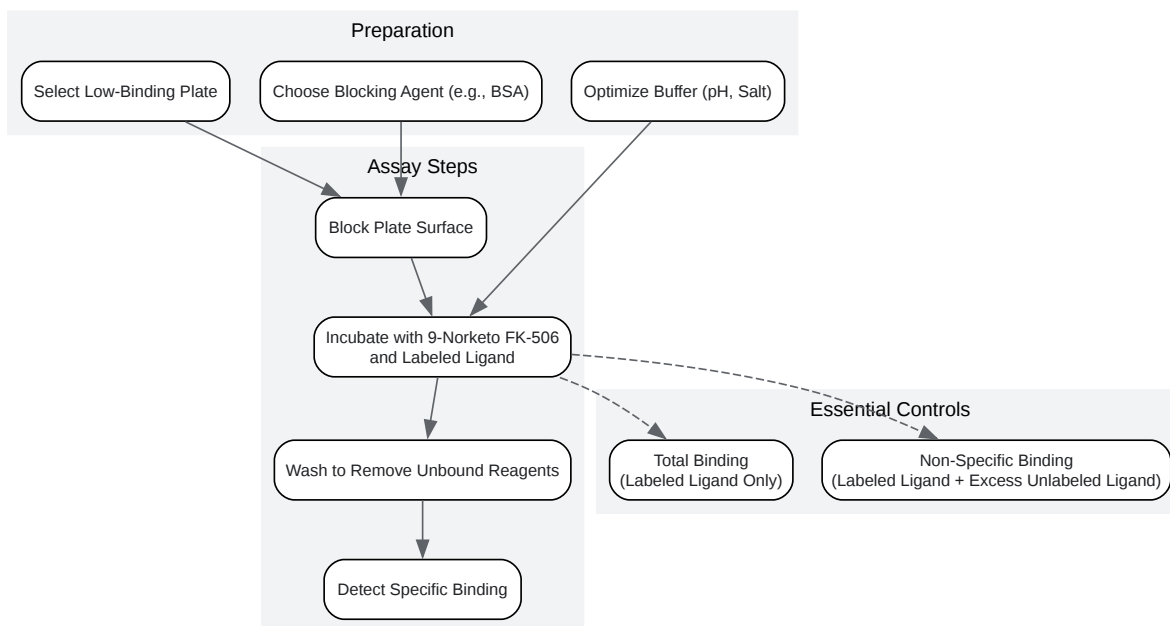 Preparation
Select Low-Binding Plate
Choose Blocking Agent (e.g., BSA)
Optimize Buffer (pH, Salt)
Assay Steps
Block Plate Surface
Incubate with 9-Norketo FK-506
and Labeled Ligand
Essential Controls
Wash to Remove Unbound Reagents
Total Binding
(Labeled Ligand Only)
Non-Specific Binding
(Labeled Ligand + Excess Unlabeled Ligand)
Detect Specific Binding